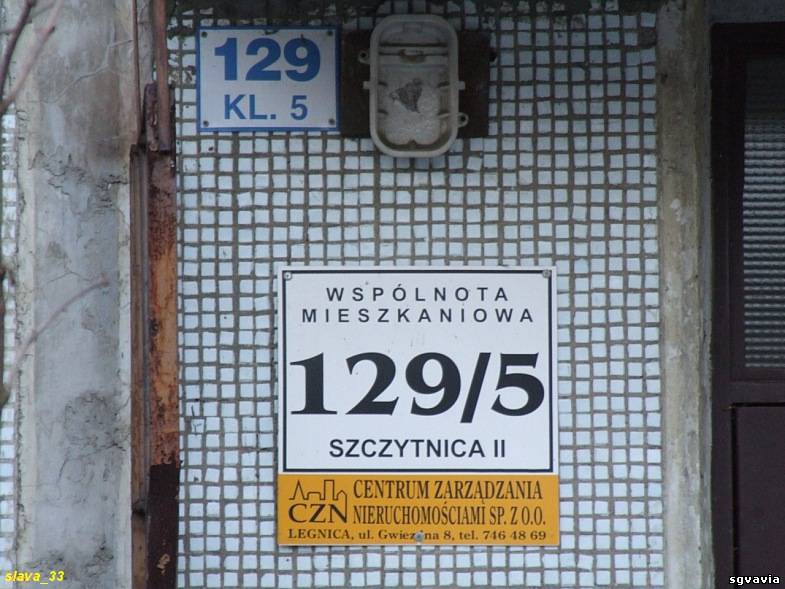 129
KL. 5
WSPÓLNOTA
MIESZKANIOWA
129/5
SZCZYTNICA II
CZN
CENTRUM ZARZĄDZANIA
NIERUCHOMOŚCIAMI SP. Z O.O.
LEGNICA, ul. Gwiezdna 8, tel. 746 48 69
slava_33
sgvavia